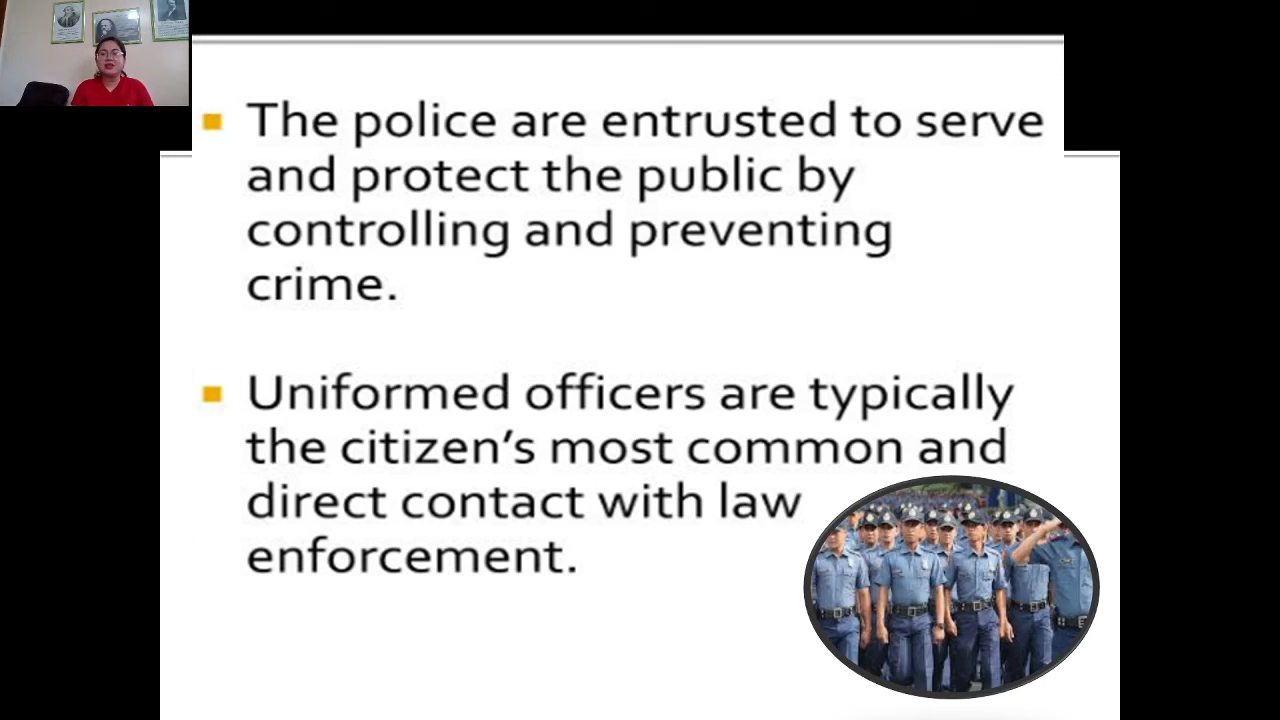 The police are entrusted to serve
and protect the public by
controlling and preventing
crime.
Uniformed officers are typically
the citizen's most common and
direct contact with law
enforcement.